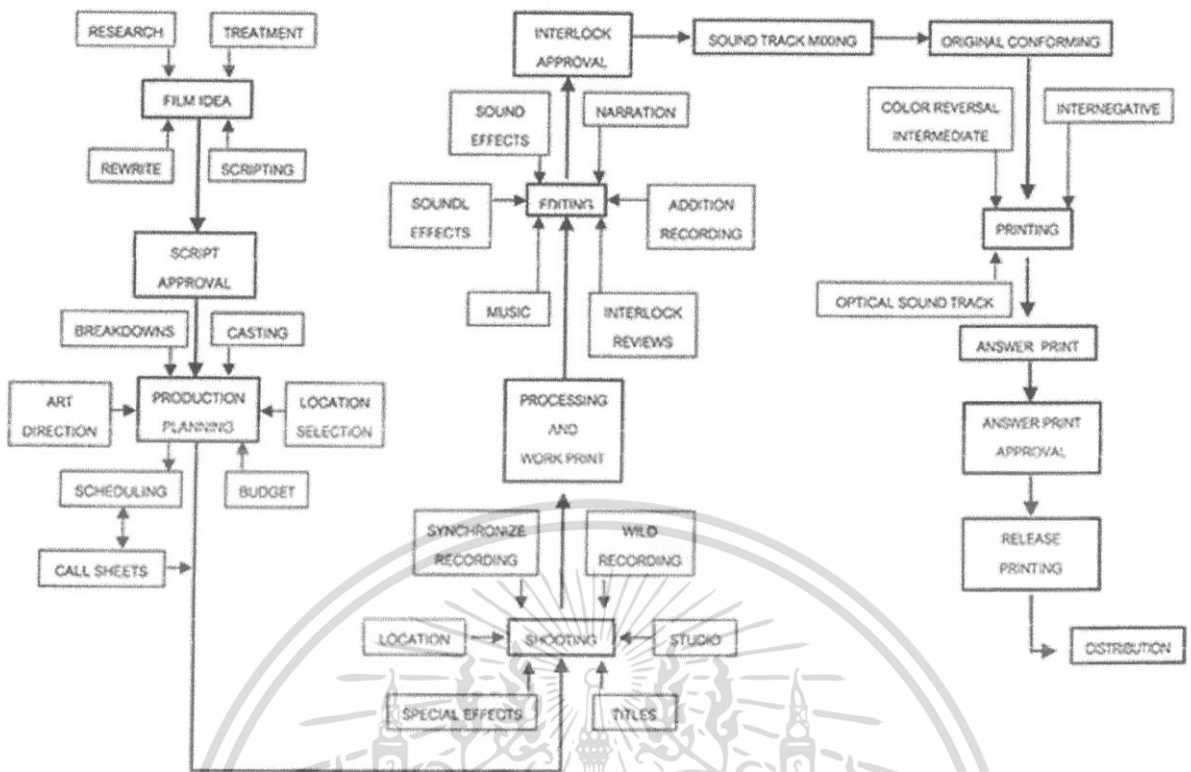 RESEARCH
TREATMENT
FILM IDEA
REWRITE
SCRIPTING
SCRIPT
APPROVAL
BREAKDOWNS
CASTING
ART
DIRECTION
PRODUCTION
PLANNING
LOCATION
SELECTION
SCHEDULING
BUDGET
CALL SHEETS
INTERLOCK
APPROVAL
SOUND TRACK MIXING
ORIGINAL CONFORMING
SOUND
EFFECTS
NARRATION
SOUNDL
EFFECTS
EDITING
ADDITION
RECORDING
MUSIC
INTERLOCK
REVIEWS
PROCESSING
AND
WORK PRINT
SYNCHRONIZE
RECORDING
WILD
RECORDING
LOCATION
SHOOTING
STUDIO
SPECIAL EFFECTS
TITLES
COLOR REVERSAL
INTERMEDIATE
INTERNEGATIVE
PRINTING
OPTICAL SOUND TRACK
ANSWER PRINT
ANSWER PRINT
APPROVAL
RELEASE
PRINTING
DISTRIBUTION